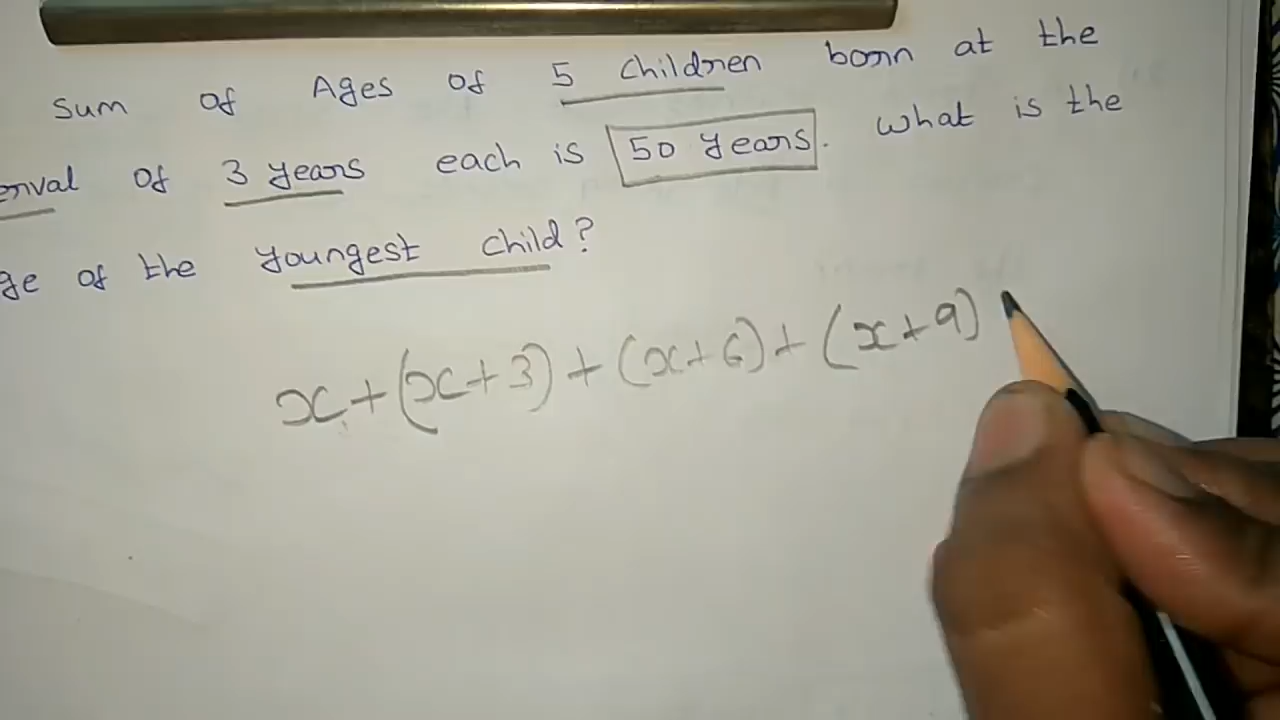 Sum of Ages of 5 children born at the
erval of 3 years each is 50 years. what is the
ge of the youngest child?
x+(x+3)+(x+6)+(x+9)